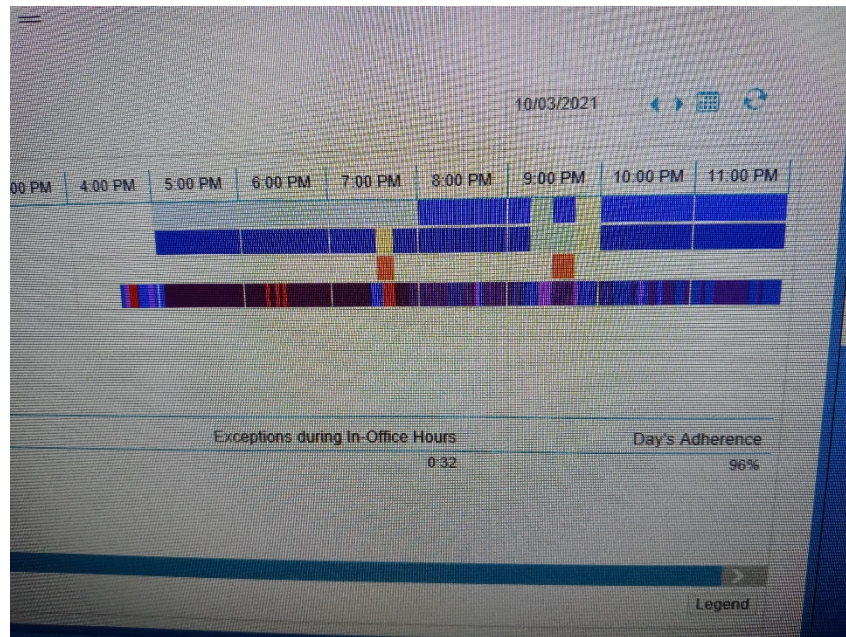 10/03/2021
00 PM 4:00 PM 5:00 PM 6:00 PM 7:00 PM 8:00 PM 9:00 PM 10:00 PM 11:00 PM
Exceptions during In-Office Hours Day's Adherence
0:32 96%
Legend